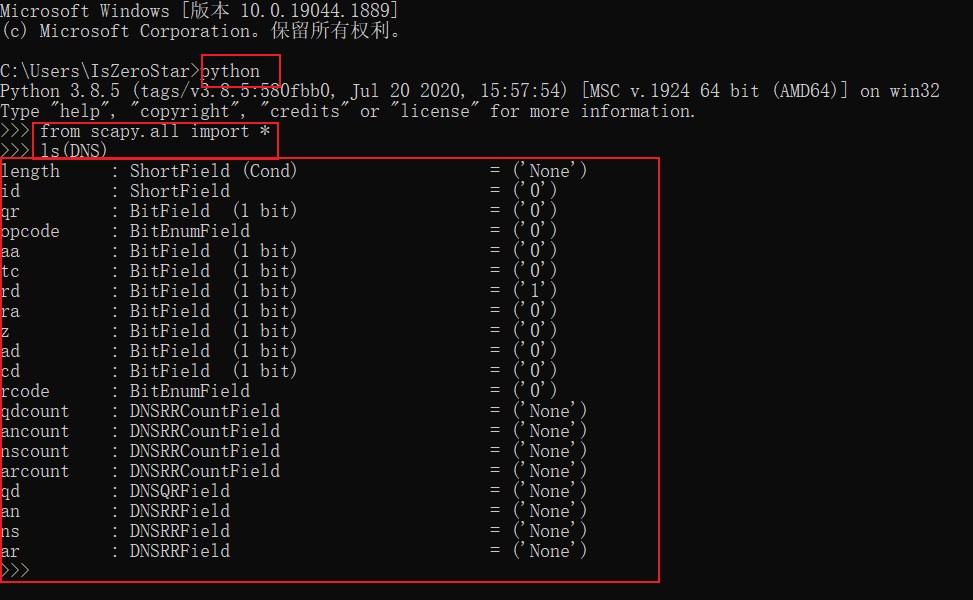 Microsoft Windows [版本 10.0.19044.1889]
(c) Microsoft Corporation。保留所有权利。
C:\Users\IsZeroStar>python
Python 3.8.5 (tags/v3.8.5:580fbb0, Jul 20 2020, 15:57:54) [MSC v.1924 64 bit (AMD64)] on win32
Type "help", "copyright", "credits" or "license" for more information.
>>> from scapy.all import *
>>> ls(DNS)
length     : ShortField (Cond)                   = ('None')
id         : ShortField                          = ('0')
qr         : BitField  (1 bit)                   = ('0')
opcode     : BitEnumField                        = ('0')
aa         : BitField  (1 bit)                   = ('0')
tc         : BitField  (1 bit)                   = ('0')
rd         : BitField  (1 bit)                   = ('1')
ra         : BitField  (1 bit)                   = ('0')
z          : BitField  (1 bit)                   = ('0')
ad         : BitField  (1 bit)                   = ('0')
cd         : BitField  (1 bit)                   = ('0')
rcode      : BitEnumField                        = ('0')
qdcount    : DNSRRCountField                     = ('None')
ancount    : DNSRRCountField                     = ('None')
nscount    : DNSRRCountField                     = ('None')
arcount    : DNSRRCountField                     = ('None')
qd         : DNSQRField                          = ('None')
an         : DNSRRField                          = ('None')
ns         : DNSRRField                          = ('None')
ar         : DNSRRField                          = ('None')
>>>